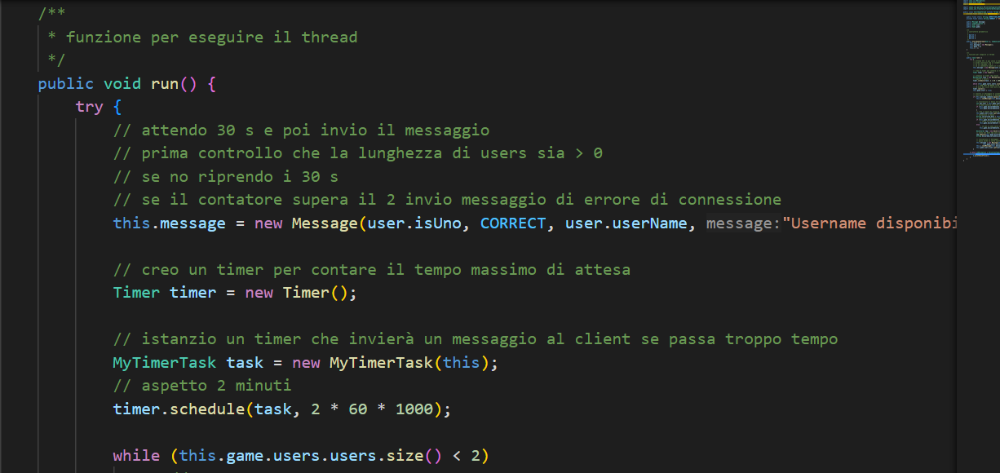 /**
 * funzione per eseguire il thread
 */
public void run() {
    try {
        // attendo 30 s e poi invio il messaggio
        // prima controllo che la lunghezza di users sia > 0
        // se no riprendo i 30 s
        // se il contatore supera il 2 invio messaggio di errore di connessione
        this.message = new Message(user.isUno, CORRECT, user.userName, message:"Username disponibi

        // creo un timer per contare il tempo massimo di attesa
        Timer timer = new Timer();

        // istanzio un timer che invierà un messaggio al client se passa troppo tempo
        MyTimerTask task = new MyTimerTask(this);
        // aspetto 2 minuti
        timer.schedule(task, 2 * 60 * 1000);

        while (this.game.users.users.size() < 2)